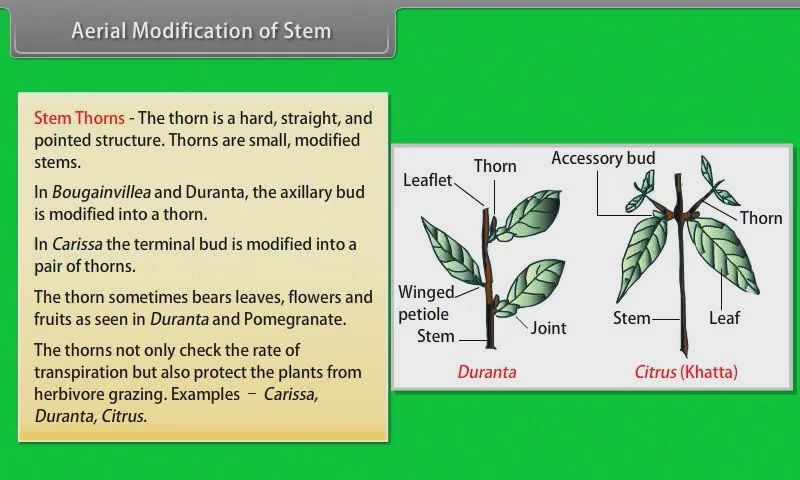 Aerial Modification of Stem
Stem Thorns - The thorn is a hard, straight, and
pointed structure. Thorns are small, modified
stems.
In Bougainvillea and Duranta, the axillary bud
is modified into a thorn.
In Carissa the terminal bud is modified into a
pair of thorns.
The thorn sometimes bears leaves, flowers and
fruits as seen in Duranta and Pomegranate.
The thorns not only check the rate of
transpiration but also protect the plants from
herbivore grazing. Examples – Carissa,
Duranta, Citrus.
Thorn
Leaflet
Winged
petiole
Stem
Joint
Duranta
Accessory bud
Thorn
Stem
Leaf
Citrus (Khatta)